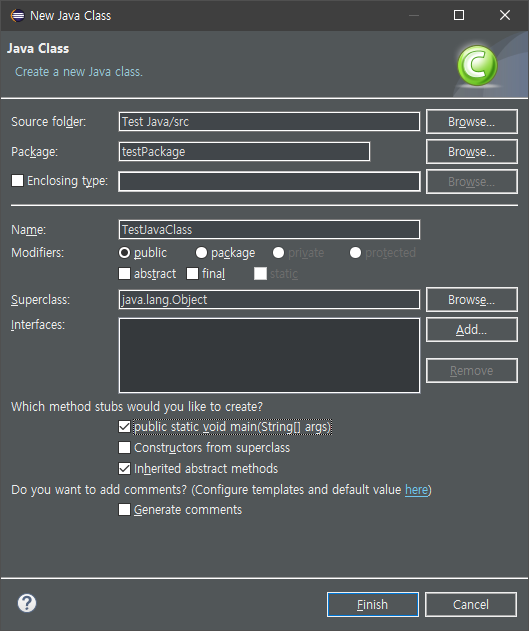 New Java Class
Java Class
Create a new Java class.
Source folder: Test Java/src Browse...
Package: testPackage Browse...
Enclosing type: Browse...
Name: TestJavaClass
Modifiers: public package private protected
abstract final static
Superclass: java.lang.Object Browse...
Interfaces: Add...
Remove
Which method stubs would you like to create?
public static void main(String[] args)
Constructors from superclass
Inherited abstract methods
Do you want to add comments? (Configure templates and default value here)
Generate comments
? Finish Cancel